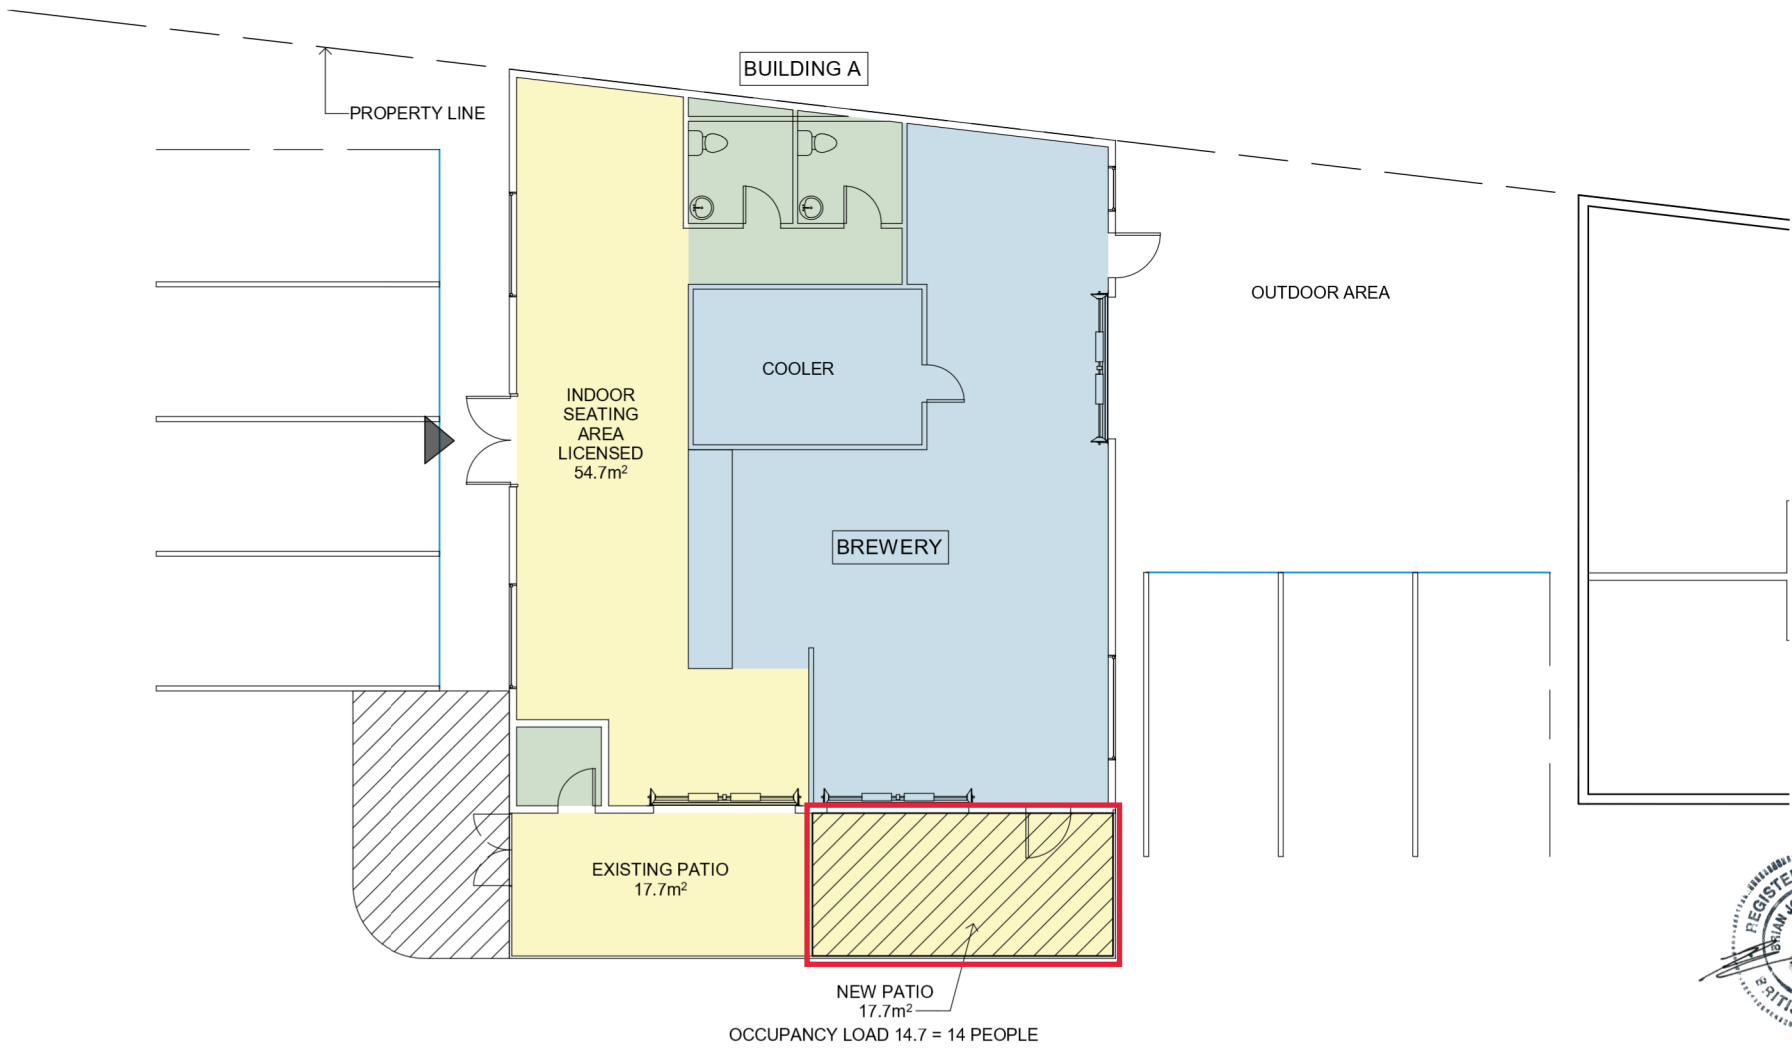 BUILDING A
PROPERTY LINE
OUTDOOR AREA
COOLER
INDOOR
SEATING
AREA
LICENSED
54.7m²
BREWERY
EXISTING PATIO
17.7m²
NEW PATIO
17.7m²
OCCUPANCY LOAD 14.7 = 14 PEOPLE